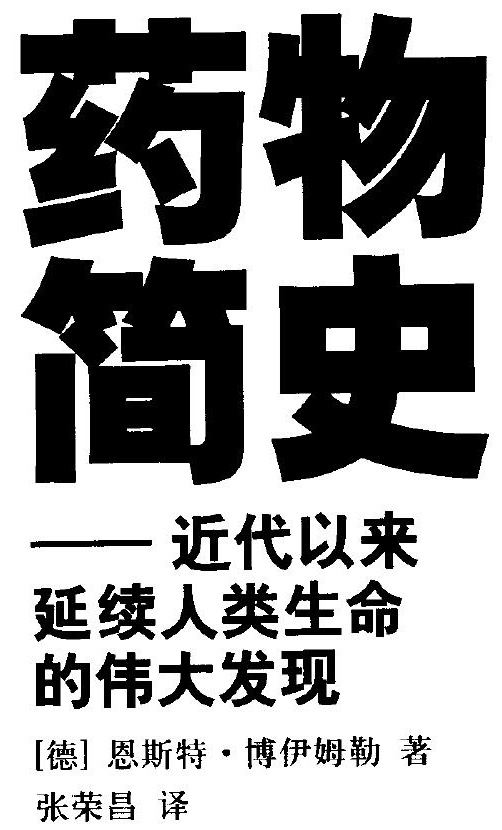 药物
简史
——近代以来
延续人类生命
的伟大发现
[德] 恩斯特·博伊姆勒 著
张荣昌 译